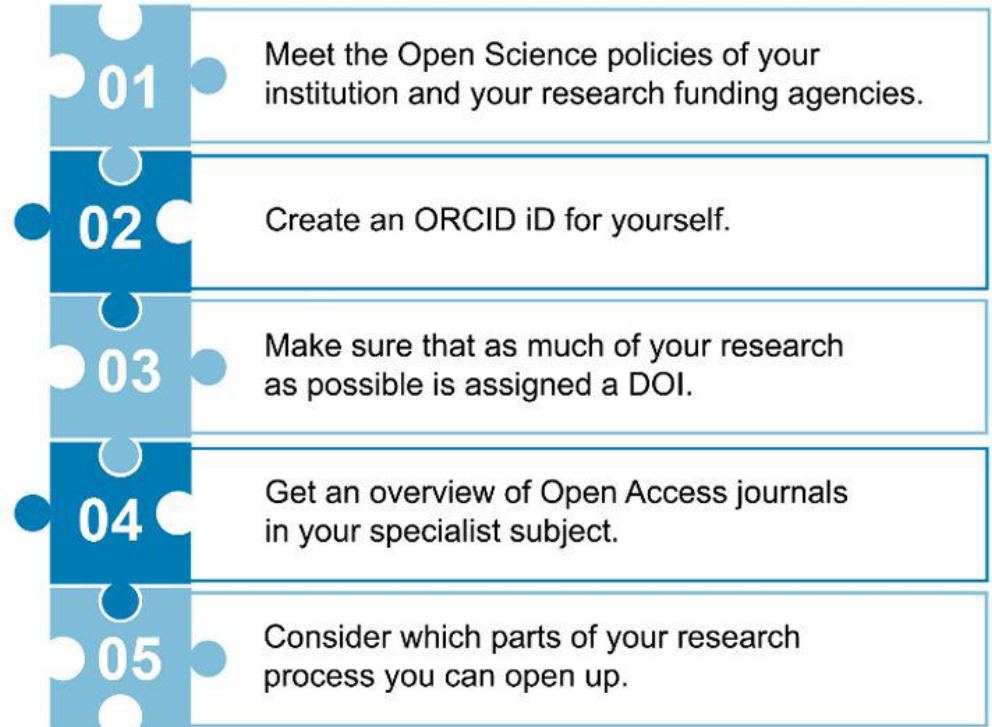 01
Meet the Open Science policies of your
institution and your research funding agencies.
02
Create an ORCID iD for yourself.
03
Make sure that as much of your research
as possible is assigned a DOI.
04
Get an overview of Open Access journals
in your specialist subject.
05
Consider which parts of your research
process you can open up.